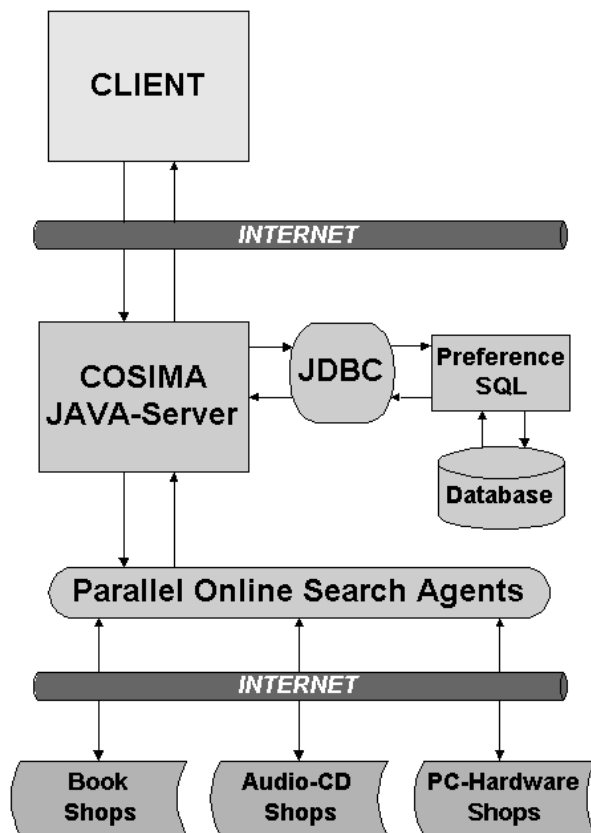 CLIENT
INTERNET
COSIMA
JAVA-Server
JDBC
Preference
SQL
Database
Parallel Online Search Agents
INTERNET
Book
Shops
Audio-CD
Shops
PC-Hardware
Shops